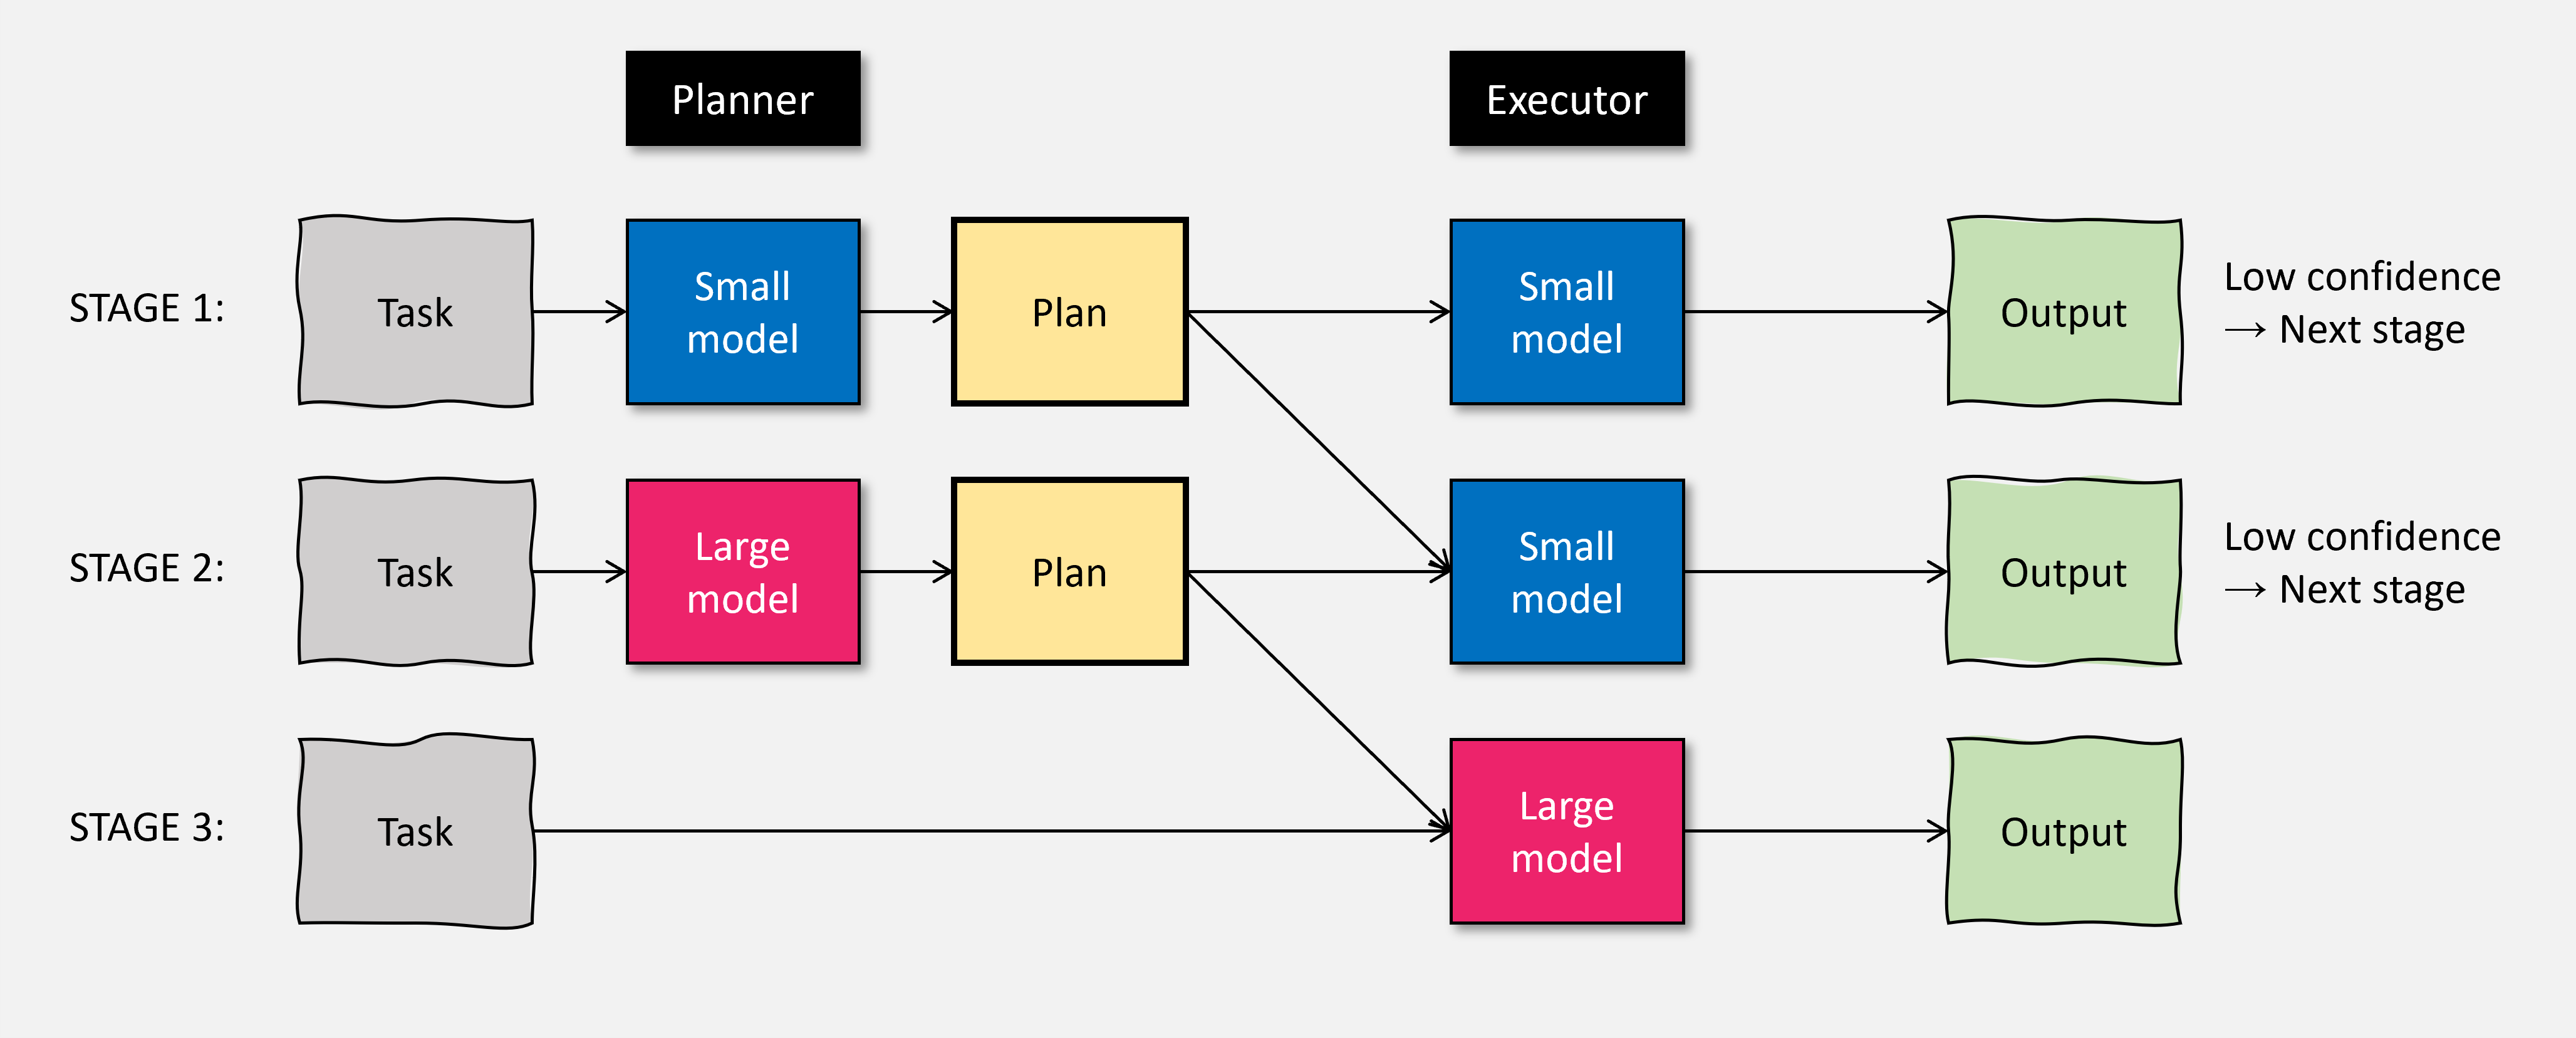 Planner
Executor
STAGE 1:
Task
Small
model
Plan
Small
model
Output
Low confidence
→ Next stage
STAGE 2:
Task
Large
model
Plan
Small
model
Output
Low confidence
→ Next stage
STAGE 3:
Task
Large
model
Output